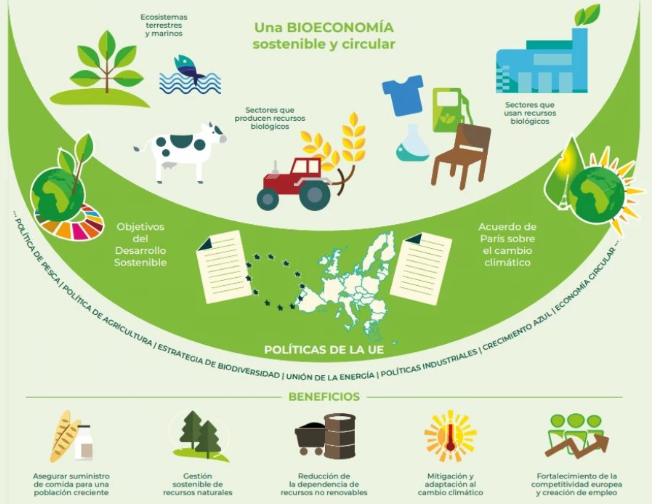 Ecosistemas
terrestres
y marinos
Una BIOECONOMÍA
sostenible y circular
Sectores que
producen recursos
biológicos
Sectores que
usan recursos
biológicos
Objetivos
del
Desarrollo
Sostenible
Acuerdo de
París sobre
el cambio
climático
POLÍTICAS DE LA UE
... POLÍTICA DE PESCA | POLÍTICA DE AGRICULTURA | ESTRATEGIA DE BIODIVERSIDAD | UNIÓN DE LA ENERGÍA | POLÍTICAS INDUSTRIALES | CRECIMIENTO AZUL | ECONOMÍA CIRCULAR ...
BENEFICIOS
Asegurar suministro
de comida para una
población creciente
Gestión
sostenible de
recursos naturales
Reducción de
la dependencia de
recursos no renovables
Mitigación y
adaptación al
cambio climático
Fortalecimiento de la
competitividad europea
y creación de empleo